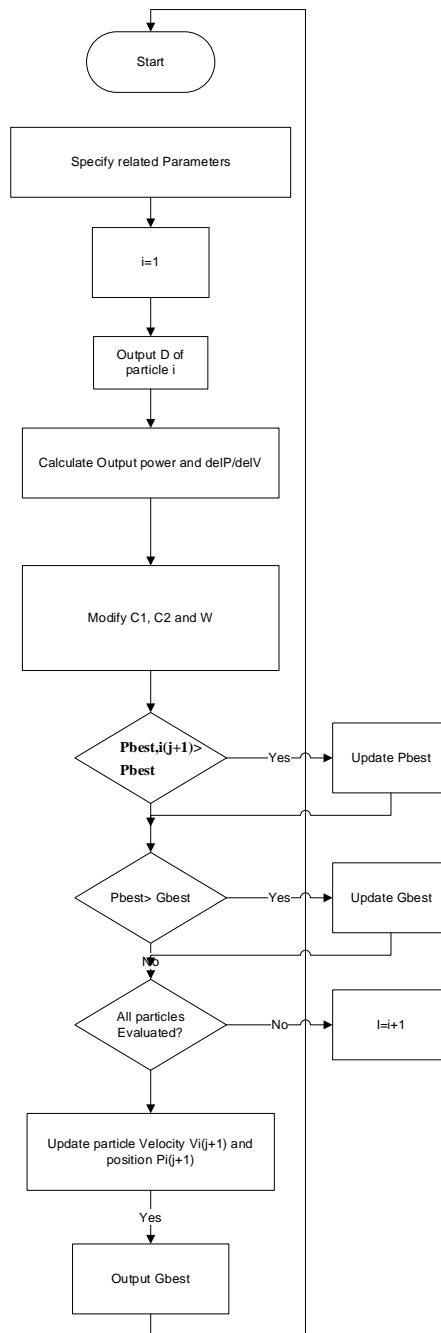 Start
Specify related Parameters
i=1
Output D of
particle i
Calculate Output power and delP/delV
Modify C1, C2 and W
Pbest,i(j+1)>
Pbest
Yes
Update Pbest
Pbest> Gbest
Yes
Update Gbest
No
All particles
Evaluated?
No
I=i+1
Update particle Velocity Vi(j+1) and
position Pi(j+1)
Yes
Output Gbest